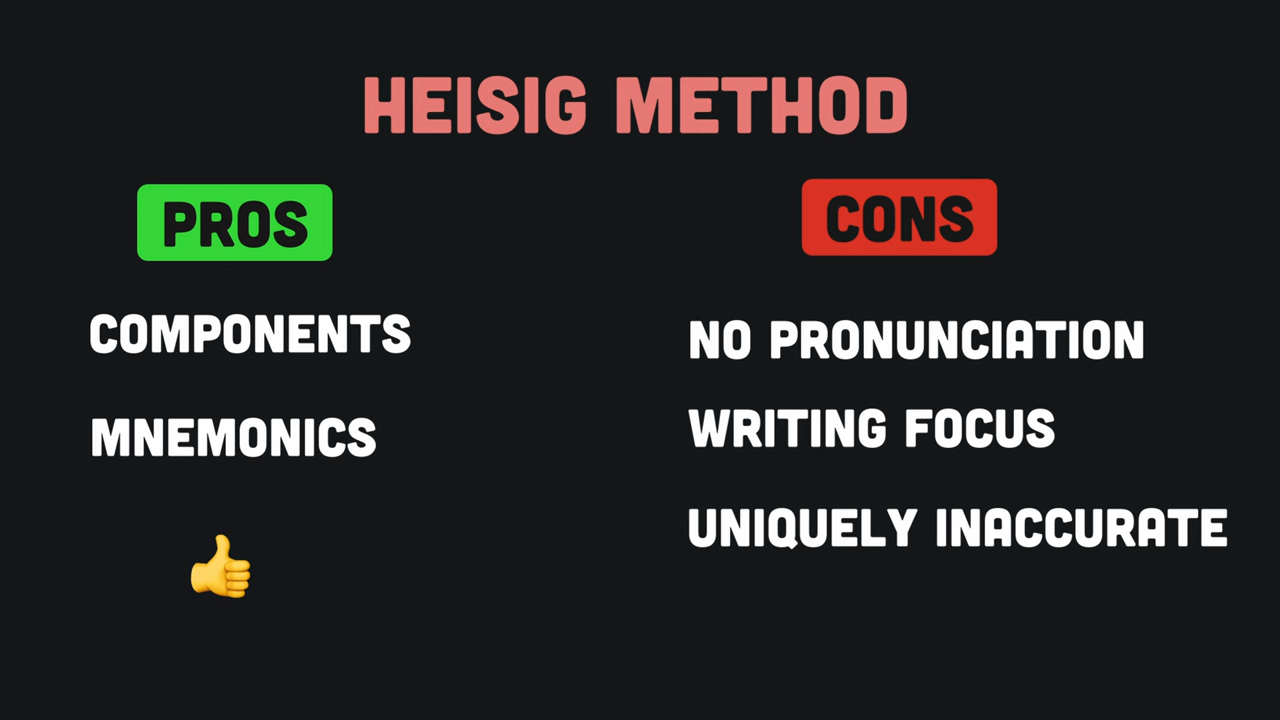 HEISIG METHOD
PROS
COMPONENTS
MNEMONICS
👍
CONS
NO PRONUNCIATION
WRITING FOCUS
UNIQUELY INACCURATE